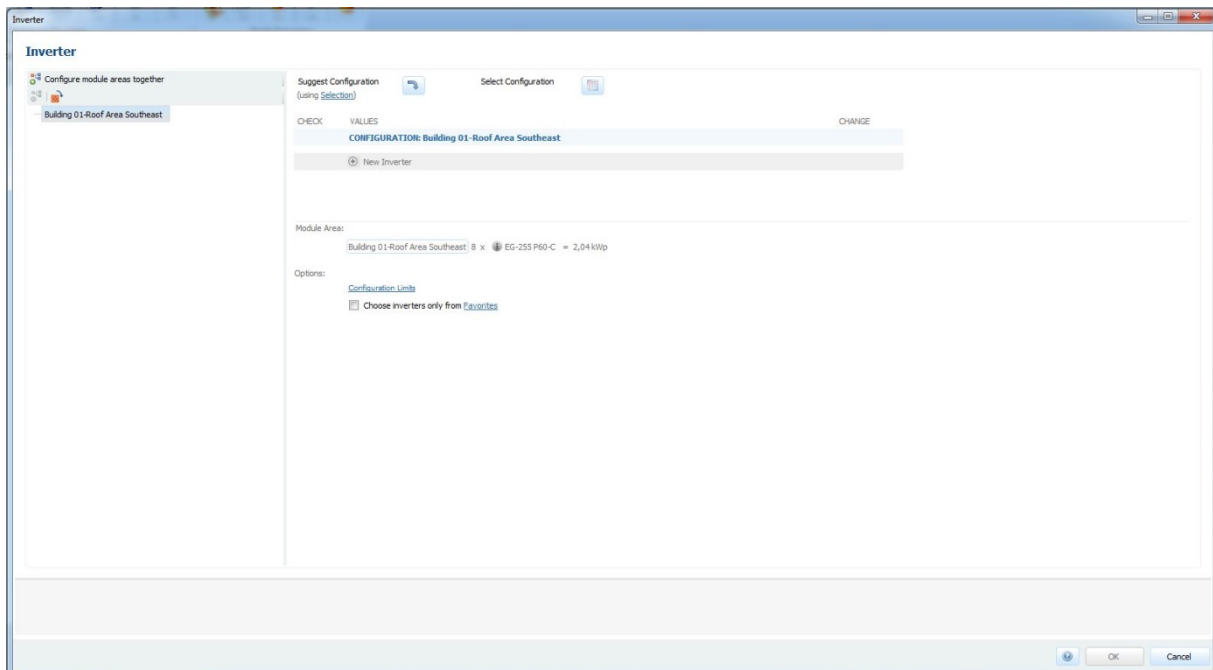 Inverter
Inverter
Configure module areas together
Building 01-Roof Area Southeast
Suggest Configuration
(using Selection)
Select Configuration
CHECK VALUES CHANGE
CONFIGURATION: Building 01-Roof Area Southeast
New Inverter
Module Area:
Building 01-Roof Area Southeast 8 x EG-255 P60-C = 2,04 kWp
Options:
Configuration Limits
Choose inverters only from Favorites
OK Cancel